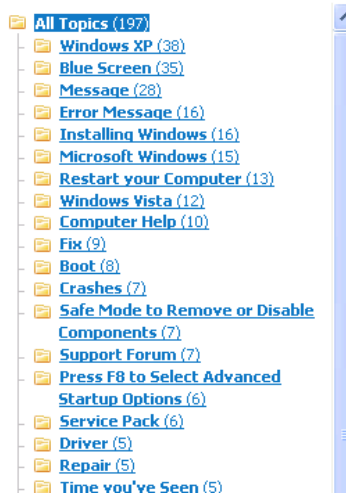 All Topics (197)
Windows XP (38)
Blue Screen (35)
Message (28)
Error Message (16)
Installing Windows (16)
Microsoft Windows (15)
Restart your Computer (13)
Windows Vista (12)
Computer Help (10)
Fix (9)
Boot (8)
Crashes (7)
Safe Mode to Remove or Disable
Components (7)
Support Forum (7)
Press F8 to Select Advanced
Startup Options (6)
Service Pack (6)
Driver (5)
Repair (5)
Time you've Seen (5)